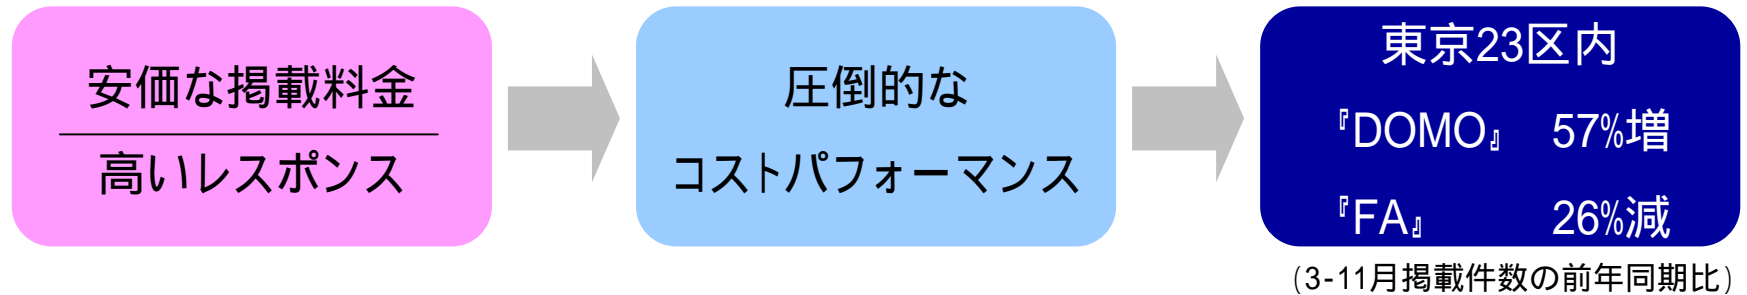 安価な掲載料金
高いレスポンス
圧倒的な
コストパフォーマンス
東京23区内
『DOMO』 57%増
『FA』 26%減
(3-11月掲載件数の前年同期比)